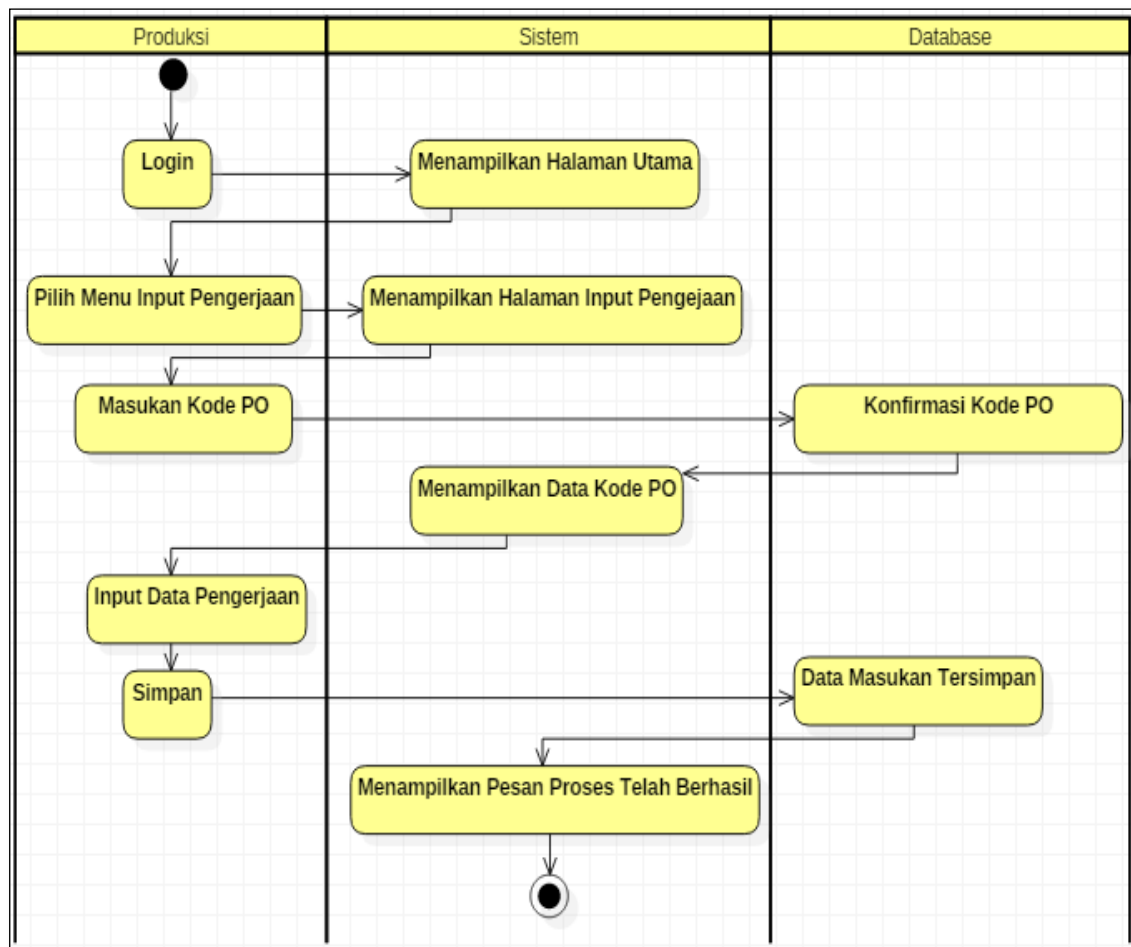 Produksi
Sistem
Database
Login
Menampilkan Halaman Utama
Pilih Menu Input Pengerjaan
Menampilkan Halaman Input Pengejaan
Masukan Kode PO
Konfirmasi Kode PO
Menampilkan Data Kode PO
Input Data Pengerjaan
Simpan
Data Masukan Tersimpan
Menampilkan Pesan Proses Telah Berhasil